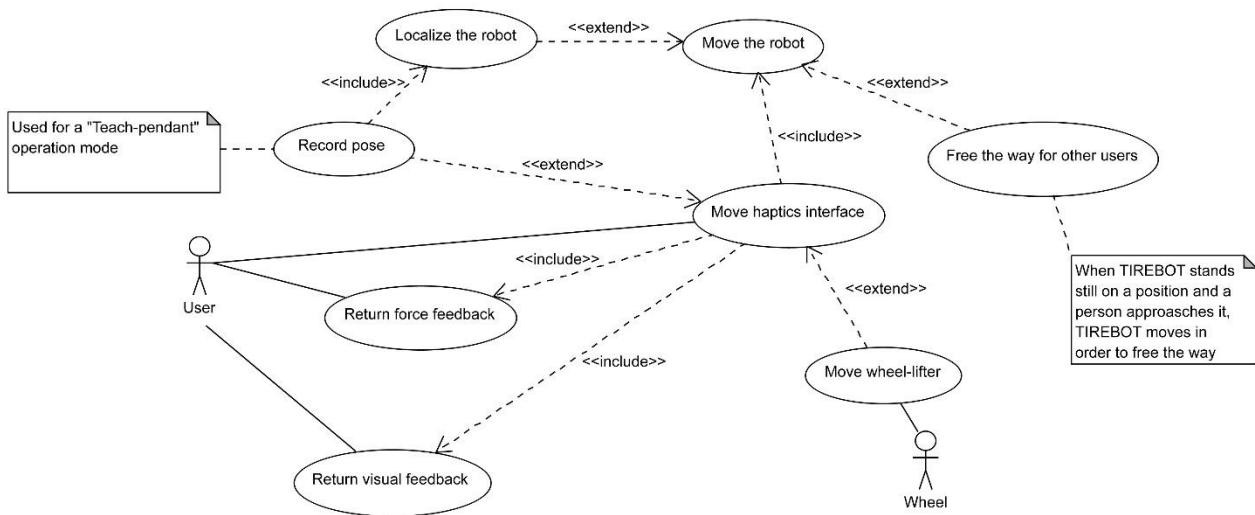 Localize the robot
<<extend>>
Move the robot
<<include>>
<<extend>>
Used for a "Teach-pendant"
operation mode
Record pose
<<include>>
Free the way for other users
<<extend>>
Move haptics interface
<<include>>
User
Return force feedback
<<extend>>
When TIREBOT stands
still on a position and a
person approasches it,
TIREBOT moves in
order to free the way
<<include>>
Move wheel-lifter
Return visual feedback
Wheel